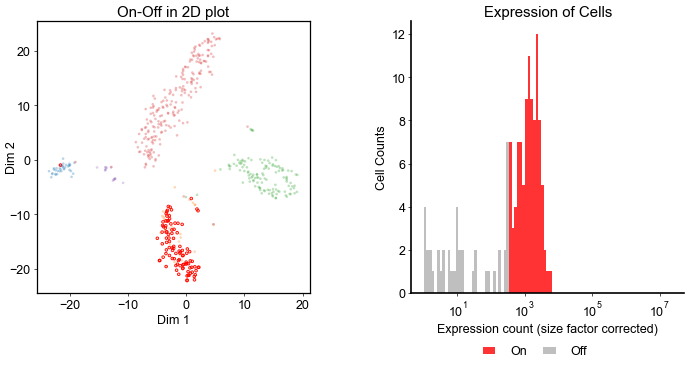 On-Off in 2D plot
Dim 2
20
10
0
−10
−20
−20 −10 0 10 20
Dim 1
Expression of Cells
Cell Counts
12
10
8
6
4
2
0
10^1 10^3 10^5 10^7
Expression count (size factor corrected)
On Off